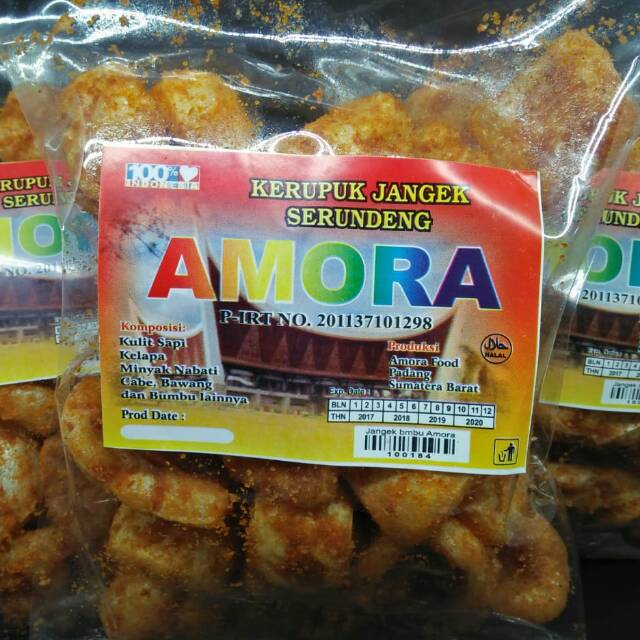 100%
INDONESIA
KERUPUK JANGEK
SERUNDENG
AMORA
P-IRT NO. 201137101298
Komposisi:
Kulit Sapi
Kelapa
Minyak Nabati
Cabe, Bawang
dan Bumbu lainnya
Prod Date :
Produksi
Amora Food
Padang
Sumatera Barat
HALAL
Exp. Date :
BLN 1 2 3 4 5 6 7 8 9 10 11 12
THN 2017 2018 2019 2020
Jangek bmbu Amora
100184